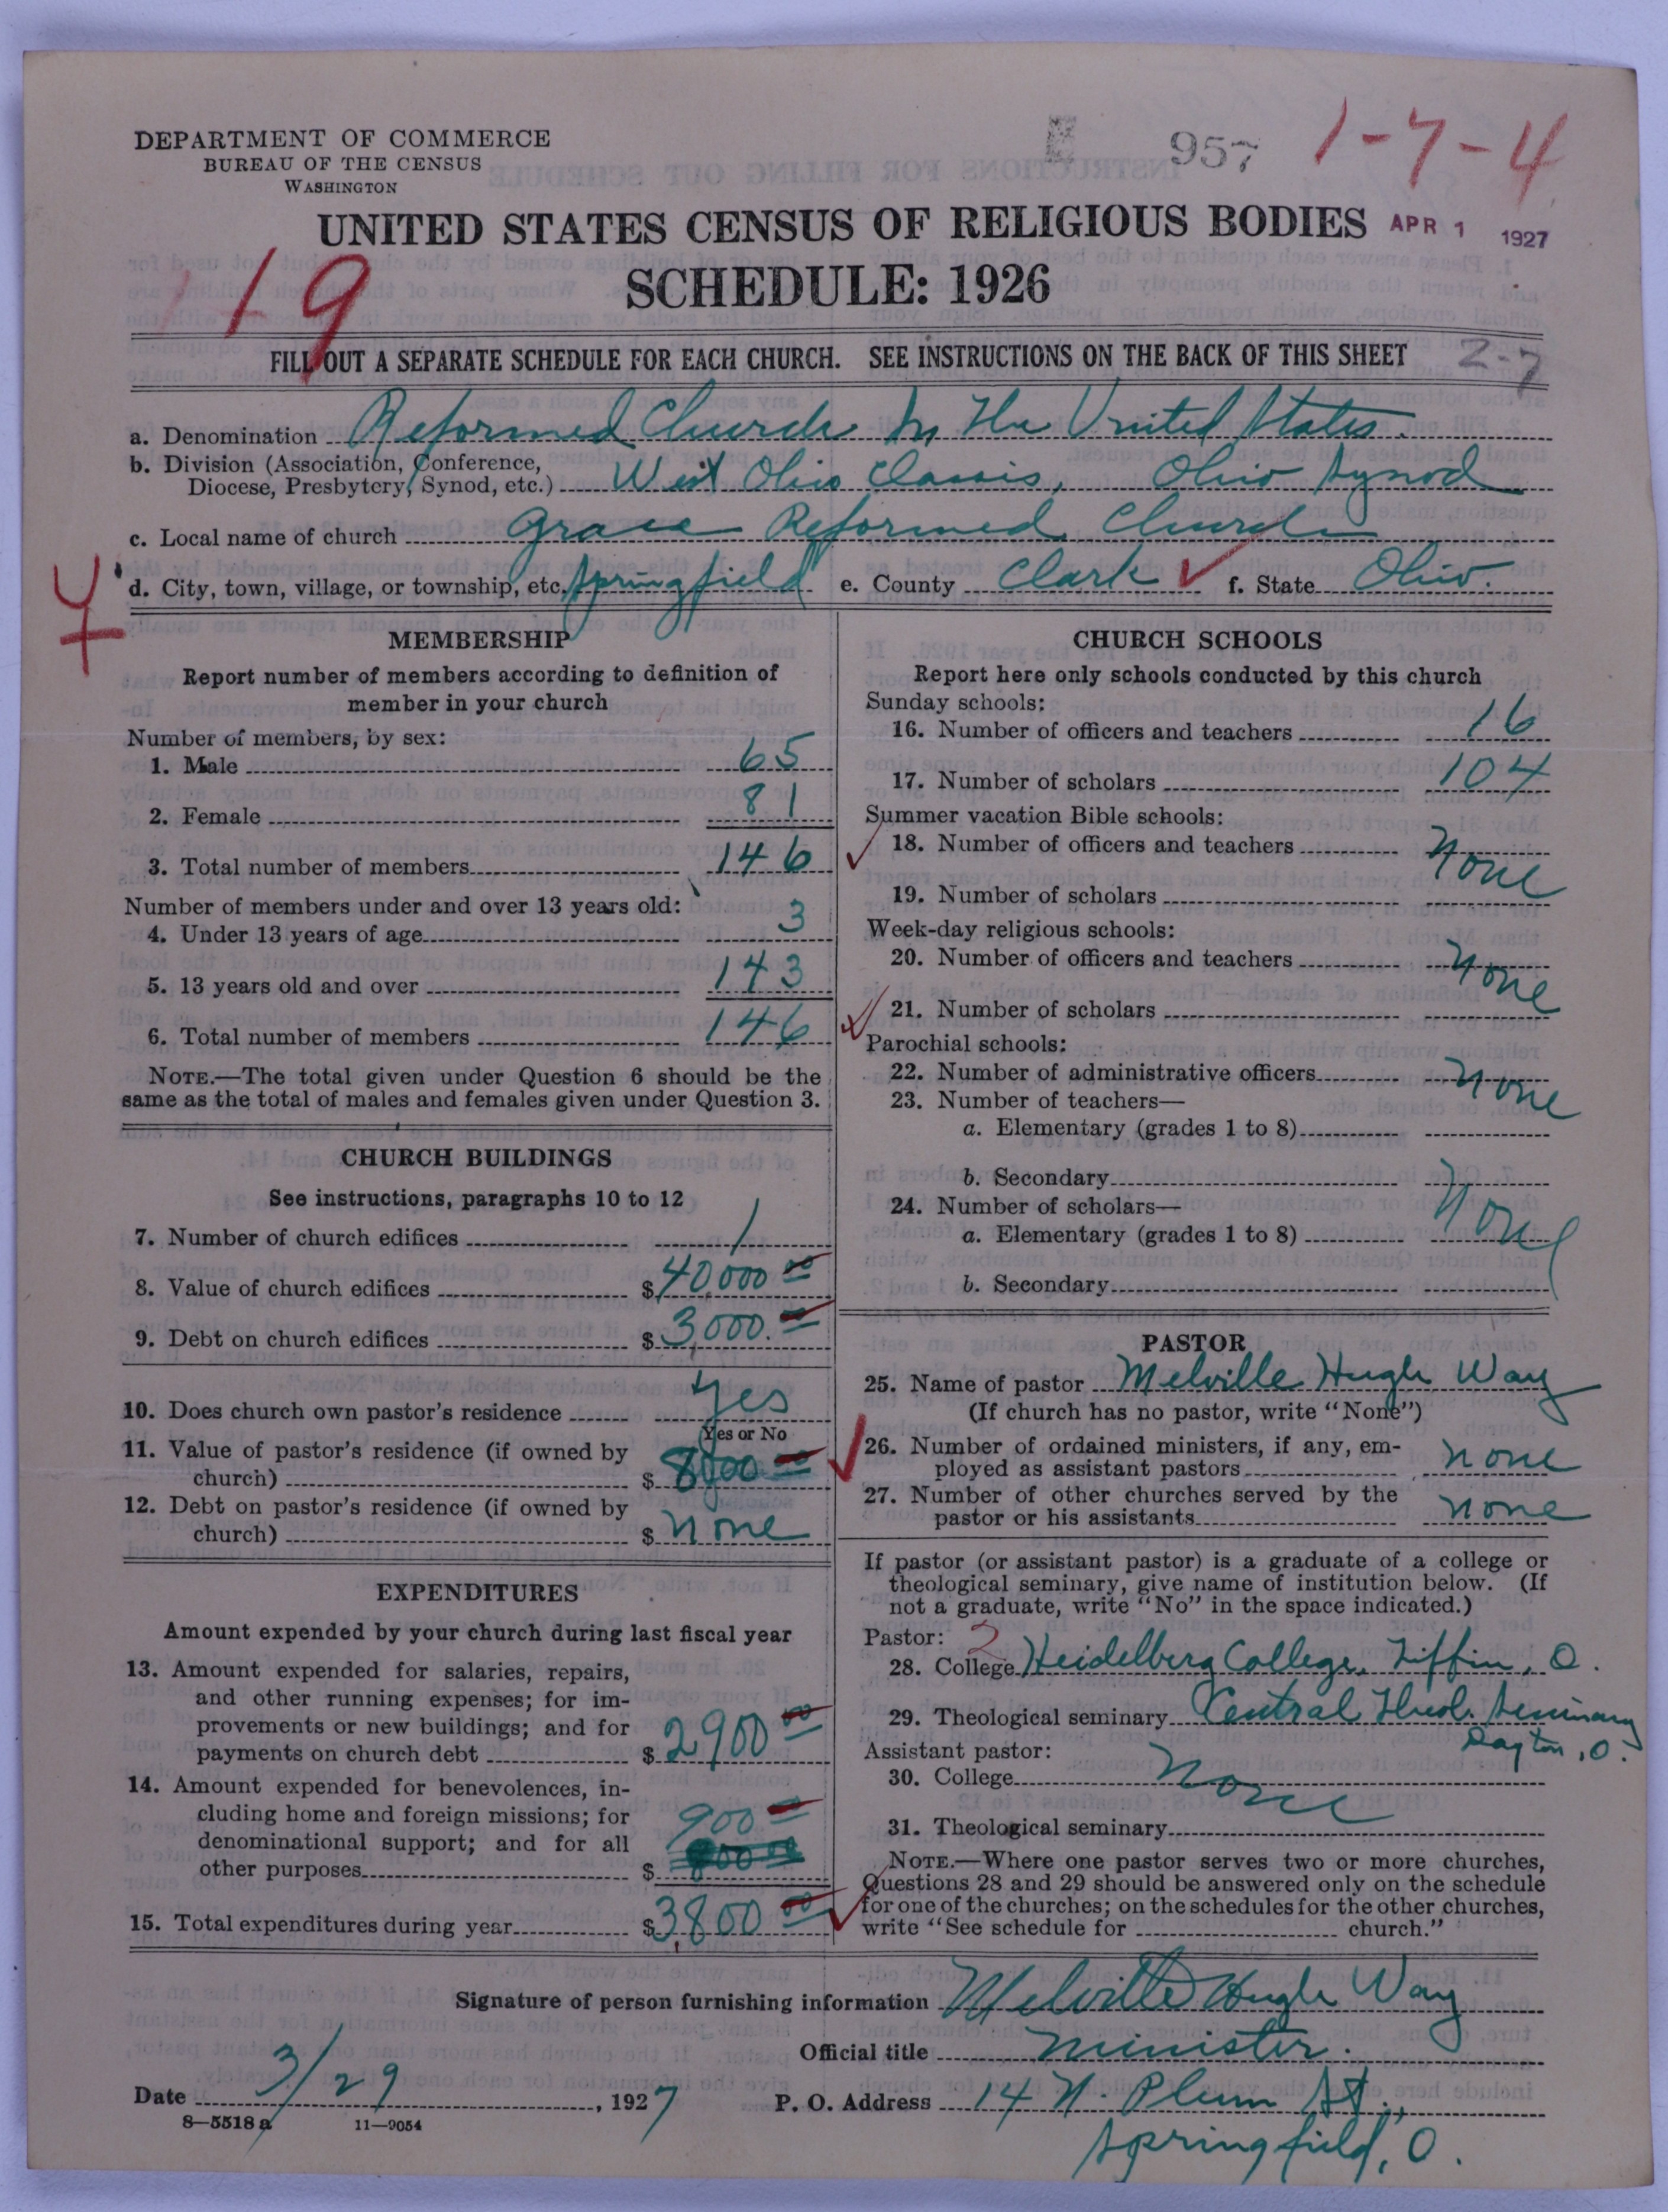 DEPARTMENT OF COMMERCE
BUREAU OF THE CENSUS
WASHINGTON
957
1-7-4
UNITED STATES CENSUS OF RELIGIOUS BODIES
APR 1 1927
SCHEDULE: 1926
19
FILL OUT A SEPARATE SCHEDULE FOR EACH CHURCH. SEE INSTRUCTIONS ON THE BACK OF THIS SHEET
2-7
a. Denomination Reformed Church In The United States.
b. Division (Association, Conference,
Diocese, Presbytery, Synod, etc.) West Ohio Classis, Ohio Synod
c. Local name of church Grace Reformed Church
d. City, town, village, or township, etc. Springfield e. County Clark f. State Ohio.
MEMBERSHIP
Report number of members according to definition of
member in your church
Number of members, by sex:
1. Male 65
2. Female 81
3. Total number of members 146
Number of members under and over 13 years old:
4. Under 13 years of age 3
5. 13 years old and over 143
6. Total number of members 146
NOTE.—The total given under Question 6 should be the
same as the total of males and females given under Question 3.
CHURCH BUILDINGS
See instructions, paragraphs 10 to 12
7. Number of church edifices 1
8. Value of church edifices $40,000 00
9. Debt on church edifices $3,000.00
10. Does church own pastor's residence yes
Yes or No
11. Value of pastor's residence (if owned by
church) $8000 00
12. Debt on pastor's residence (if owned by
church) $none
EXPENDITURES
Amount expended by your church during last fiscal year
13. Amount expended for salaries, repairs,
and other running expenses; for im-
provements or new buildings; and for
payments on church debt $2900 00
14. Amount expended for benevolences, in-
cluding home and foreign missions; for
denominational support; and for all
other purposes $ 900
15. Total expenditures during year $3800 00
CHURCH SCHOOLS
Report here only schools conducted by this church
Sunday schools:
16. Number of officers and teachers 16
17. Number of scholars 104
Summer vacation Bible schools:
18. Number of officers and teachers None
19. Number of scholars
Week-day religious schools:
20. Number of officers and teachers None
21. Number of scholars
Parochial schools:
22. Number of administrative officers None
23. Number of teachers—
a. Elementary (grades 1 to 8)
b. Secondary
24. Number of scholars— None
a. Elementary (grades 1 to 8)
b. Secondary
PASTOR
25. Name of pastor Melville Hugh Way
(If church has no pastor, write "None")
26. Number of ordained ministers, if any, em-
ployed as assistant pastors none
27. Number of other churches served by the
pastor or his assistants none
If pastor (or assistant pastor) is a graduate of a college or
theological seminary, give name of institution below. (If
not a graduate, write "No" in the space indicated.)
Pastor: 2
28. College Heidelberg College, Tiffin, O.
29. Theological seminary Central Theol. Seminary
Dayton, O.
Assistant pastor:
30. College None
31. Theological seminary
NOTE.—Where one pastor serves two or more churches,
Questions 28 and 29 should be answered only on the schedule
for one of the churches; on the schedules for the other churches,
write "See schedule for church."
Signature of person furnishing information Melville Hugh Way
Official title Minister.
Date 3/29, 1927 P. O. Address 14 N. Plum St.,
8—5518 a 11—9054
Springfield, O.